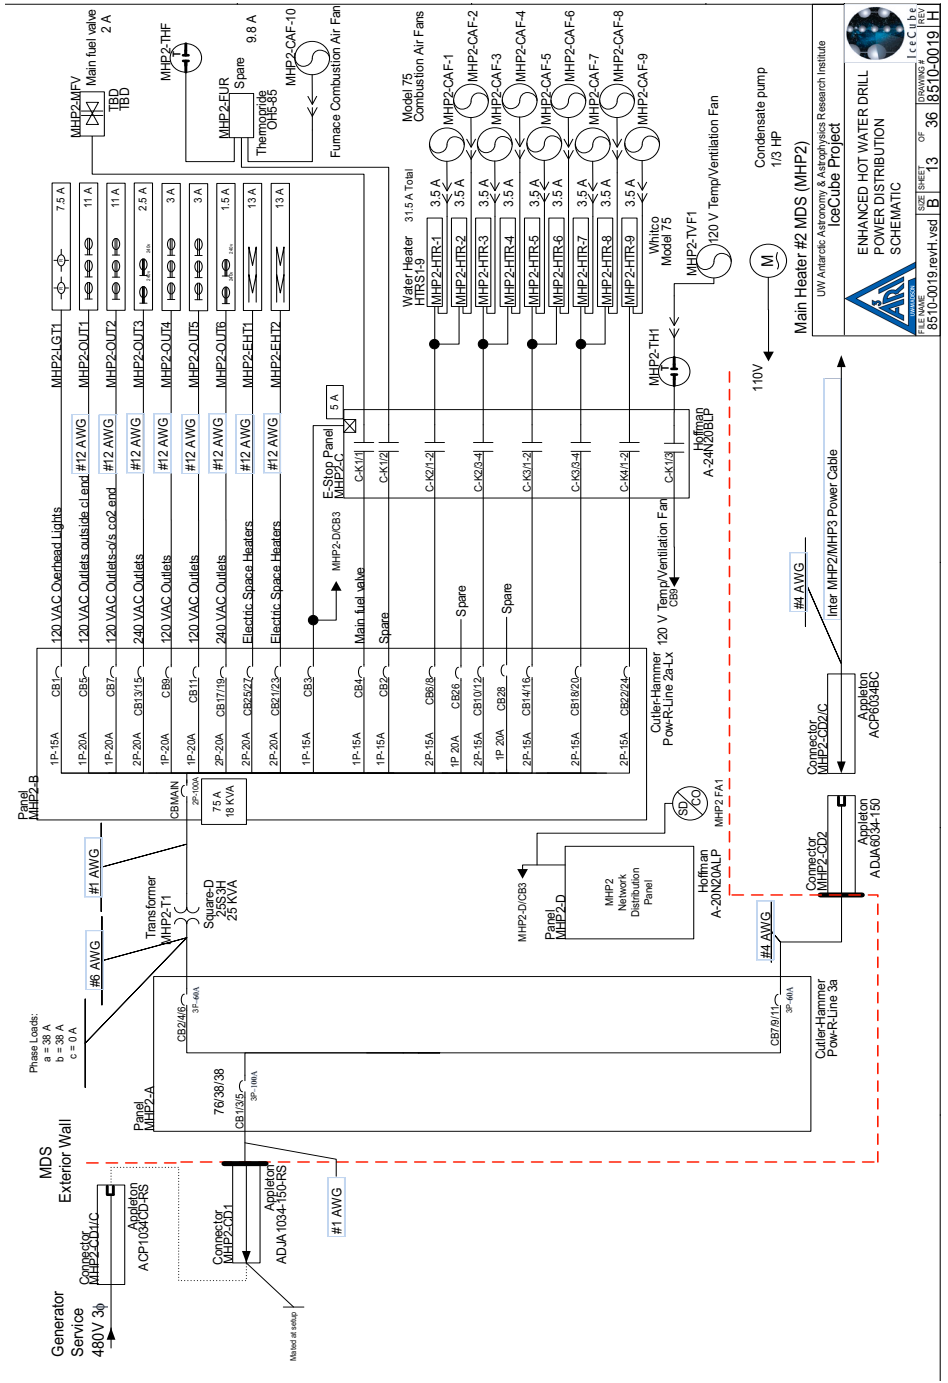 Generator
Service
480V 3ϕ
Connector
MHP2-CD1/C
Appleton
ACP1034CD-RS
MDS
Exterior Wall
Connector
MHP2-CD1
Appleton
ADJA1034-150-RS
Mated at setup
#1 AWG
Phase Loads:
a = 38 A
b = 38 A
c = 0 A
Panel
MHP2-A
76/38/38
CB1/3/5
3P-100A
CB2/4/6
3P-60A
CB7/9/11
3P-60A
Cutler-Hammer
Pow-R-Line 3a
#6 AWG
#1 AWG
Transformer
MHP2-T1
Square-D
25S3H
25 KVA
#4 AWG
Connector
MHP2-CD2
Appleton
ADJA6034-150
Connector
MHP2-CD2/C
Appleton
ACP6034BC
#4 AWG
Inter MHP2/MHP3 Power Cable
MHP2-D/CB3
Panel
MHP2-D
MHP2
Network
Distribution
Panel
Hoffman
A-20N20ALP
SD/CO
MHP2 FA1
Panel
MHP2-B
CBMAIN
2P-100A
75 A
18 KVA
1P-15A CB1 120 VAC Overhead Lights MHP2-LGT1 7.5 A
1P-20A CB5 120 VAC Outlets outside cl end #12 AWG MHP2-OUT1 11 A
1P-20A CB7 120 VAC Outlets-o/s co2 end #12 AWG MHP2-OUT2 11 A
2P-20A CB13/15 240 VAC Outlets #12 AWG MHP2-OUT3 2.5 A
1P-20A CB9 120 VAC Outlets #12 AWG MHP2-OUT4 3 A
1P-20A CB11 120 VAC Outlets #12 AWG MHP2-OUT5 3 A
2P-20A CB17/19 240 VAC Outlets #12 AWG MHP2-OUT6 1.5 A
2P-20A CB25/27 Electric Space Heaters #12 AWG MHP2-EHT1 13 A
2P-20A CB21/23 Electric Space Heaters #12 AWG MHP2-EHT2 13 A
1P-15A CB3
MHP2-D/CB3
1P-15A CB4 Main fuel valve
1P-15A CB2 Spare
2P-15A CB6/8
1P 20A CB26 Spare
2P-15A CB10/12
1P 20A CB28 Spare
2P-15A CB14/16
2P-15A CB18/20
2P-15A CB22/24
Cutler-Hammer
Pow-R-Line 2a-Lx
120 V Temp/Ventilation Fan
CB9
E-Stop Panel
MHP2-C
5 A
C-K1/1
C-K1/2
C-K2/1-2
C-K2/3-4
C-K3/1-2
C-K3/3-4
C-K4/1-2
C-K1/3
Hoffman
A-24N20BLP
MHP2-MFV
Main fuel valve
2 A
TBD
TBD
MHP2-THF
T
9.8 A
MHP2-FUR
Spare
Thermopride
OH5-85
MHP2-CAF-10
Furnace Combustion Air Fan
Water Heater
HTRS1-9
31.5 A Total
Model 75
Combustion Air Fans
MHP2-HTR-1 3.5 A MHP2-CAF-1
MHP2-HTR-2 3.5 A MHP2-CAF-2
MHP2-HTR-3 3.5 A MHP2-CAF-3
MHP2-HTR-4 3.5 A MHP2-CAF-4
MHP2-HTR-5 3.5 A MHP2-CAF-5
MHP2-HTR-6 3.5 A MHP2-CAF-6
MHP2-HTR-7 3.5 A MHP2-CAF-7
MHP2-HTR-8 3.5 A MHP2-CAF-8
MHP2-HTR-9 3.5 A MHP2-CAF-9
Whitco
Model 75
MHP2-TH1
T
MHP2-TVF1
120 V Temp/Ventilation Fan
110V
M
Condensate pump
1/3 HP
Main Heater #2 MDS (MHP2)
UW Antarctic Astronomy & Astrophysics Research Institute
IceCube Project
ENHANCED HOT WATER DRILL
POWER DISTRIBUTION
SCHEMATIC
IceCube
FILE NAME
8510-0019.revH.vsd
SIZE
B
SHEET
13
OF
36
DRAWING #
8510-0019
REV
H